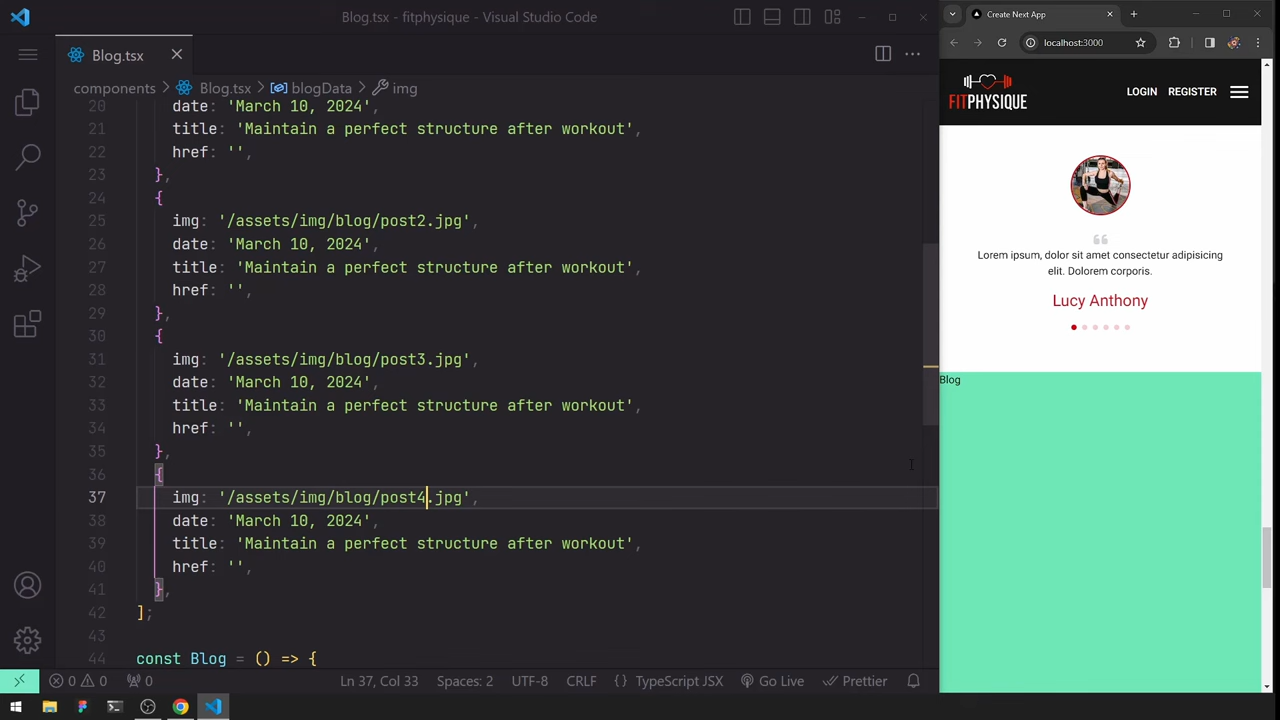 Blog.tsx - fitphysique - Visual Studio Code
Blog.tsx
components > Blog.tsx > blogData > img
20 date: 'March 10, 2024',
21 title: 'Maintain a perfect structure after workout',
22 href: '',
23 },
24 {
25 img: '/assets/img/blog/post2.jpg',
26 date: 'March 10, 2024',
27 title: 'Maintain a perfect structure after workout',
28 href: '',
29 },
30 {
31 img: '/assets/img/blog/post3.jpg',
32 date: 'March 10, 2024',
33 title: 'Maintain a perfect structure after workout',
34 href: '',
35 },
36 {
37 img: '/assets/img/blog/post4.jpg',
38 date: 'March 10, 2024',
39 title: 'Maintain a perfect structure after workout',
40 href: '',
41 },
42 ];
43
44 const Blog = () => {
0 0 0 Ln 37, Col 33 Spaces: 2 UTF-8 CRLF {} TypeScript JSX Go Live Prettier
Create Next App
localhost:3000
FITPHYSIQUE LOGIN REGISTER
Lorem ipsum, dolor sit amet consectetur adipisicing
elit. Dolorem corporis.
Lucy Anthony
Blog